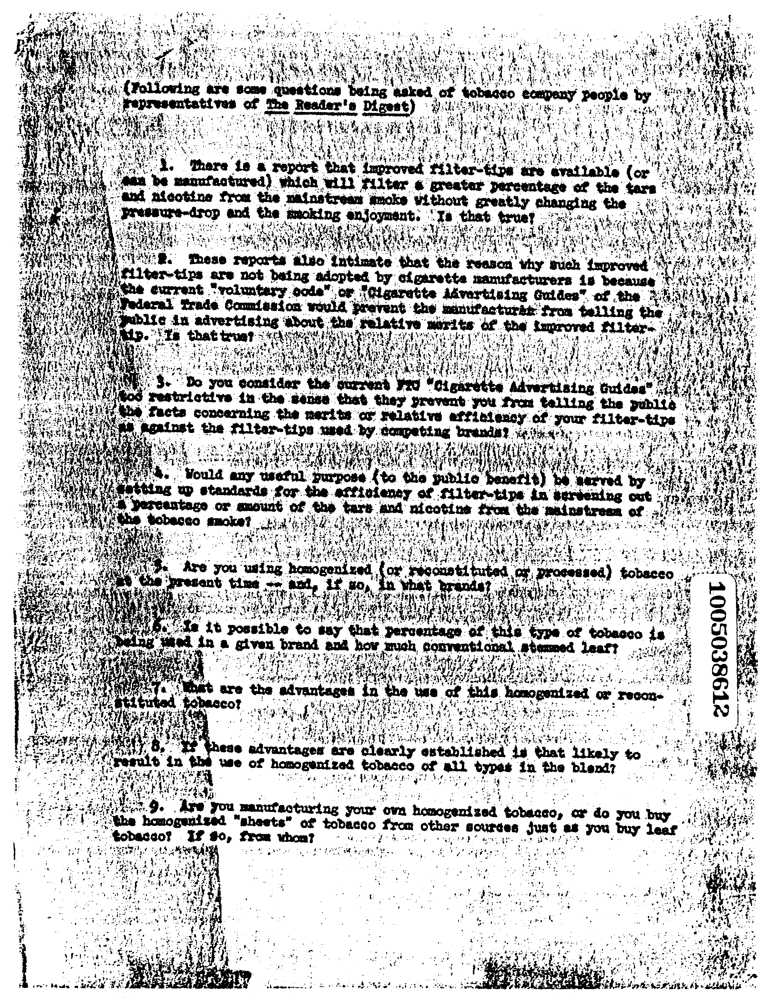 (Following are some questions being asked of tobacco company people by
representatives of The Reader's Digest)
1. There is a report that improved filter-tips are available (or
can be manufactured) which will filter a greater percentage of the tars
and nicotine from the mainstream smoke without greatly changing the
pressure-drop and the smoking enjoyment. Is that true?
2. These reports also intimate that the reason why such improved
filter-tips are not being adopted by cigarette manufacturers is because
the current "voluntary code" or "Cigarette Advertising Guides" of the
Federal Trade Commission would prevent the manufacturer from telling the
public in advertising about the relative merits of the improved filter-
tip. Is that true?
3. Do you consider the current FTC "Cigarette Advertising Guides"
too restrictive in the sense that they prevent you from telling the public
the facts concerning the merits or relative efficiency of your filter-tips
as against the filter-tips used by competing brands?
4. Would any useful purpose (to the public benefit) be served by
setting up standards for the efficiency of filter-tips in screening out
a percentage or amount of the tars and nicotine from the mainstream of
the tobacco smoke?
5. Are you using homogenized (or reconstituted or processed) tobacco
at the present time -- and, if so, in what brands?
6. Is it possible to say that percentage of this type of tobacco is
being used in a given brand and how much conventional stemmed leaf?
7. What are the advantages in the use of this homogenized or recon-
stituted tobacco?
8. If these advantages are clearly established is that likely to
result in the use of homogenized tobacco of all types in the blend?
9. Are you manufacturing your own homogenized tobacco, or do you buy
the homogenized "sheets" of tobacco from other sources just as you buy leaf
tobacco? If so, from whom?
1005038612